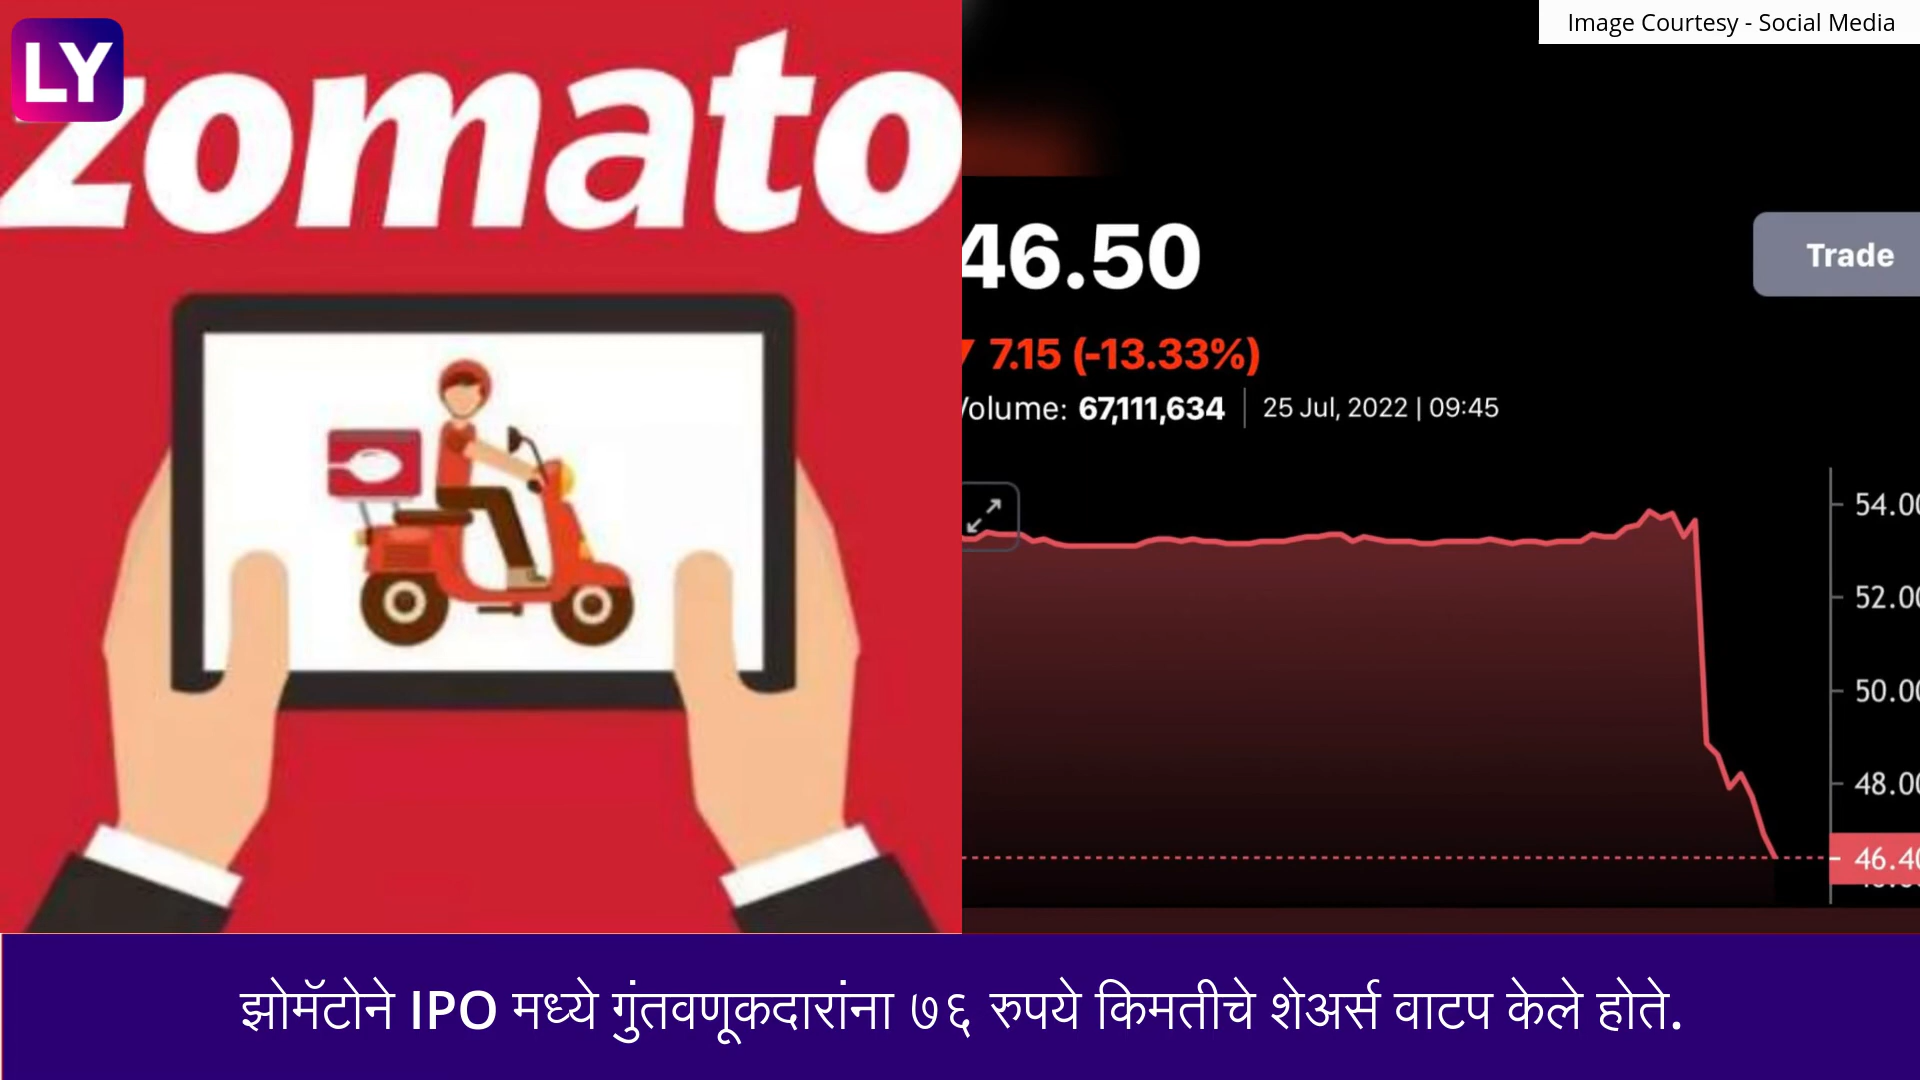 LY
zomato
Image Courtesy - Social Media
46.50
Trade
7.15 (-13.33%)
Volume: 67,111,634 | 25 Jul, 2022 | 09:45
54.00
52.00
50.00
48.00
46.40
झोमॅटोने IPO मध्ये गुंतवणूकदारांना ७६ रुपये किमतीचे शेअर्स वाटप केले होते.